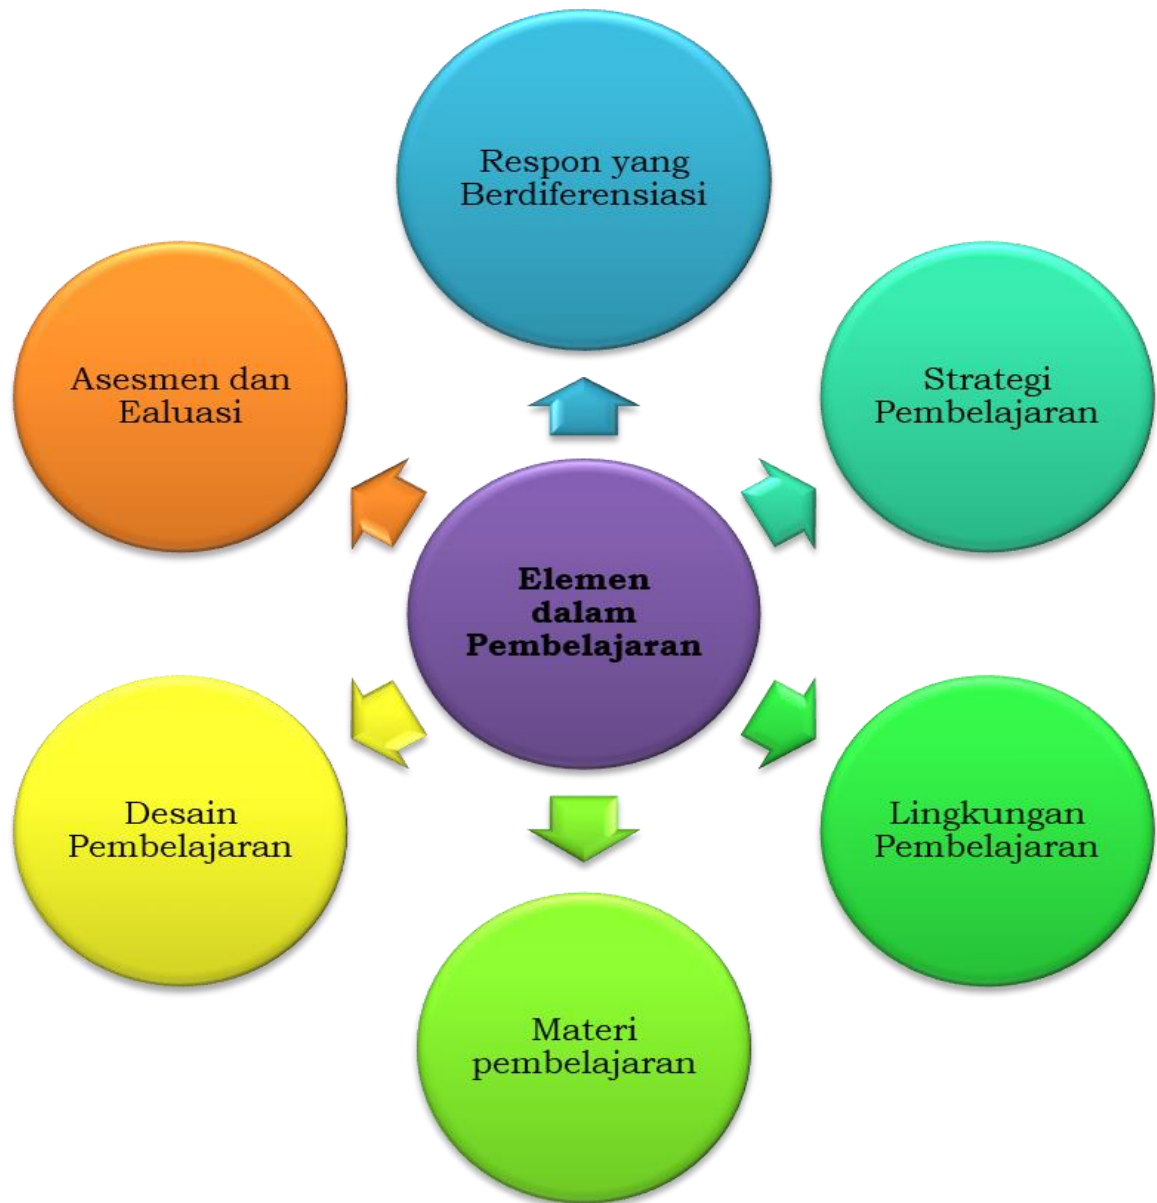 Respon yang
Berdiferensiasi
Strategi
Pembelajaran
Lingkungan
Pembelajaran
Materi
pembelajaran
Desain
Pembelajaran
Asesmen dan
Ealuasi
Elemen
dalam
Pembelajaran